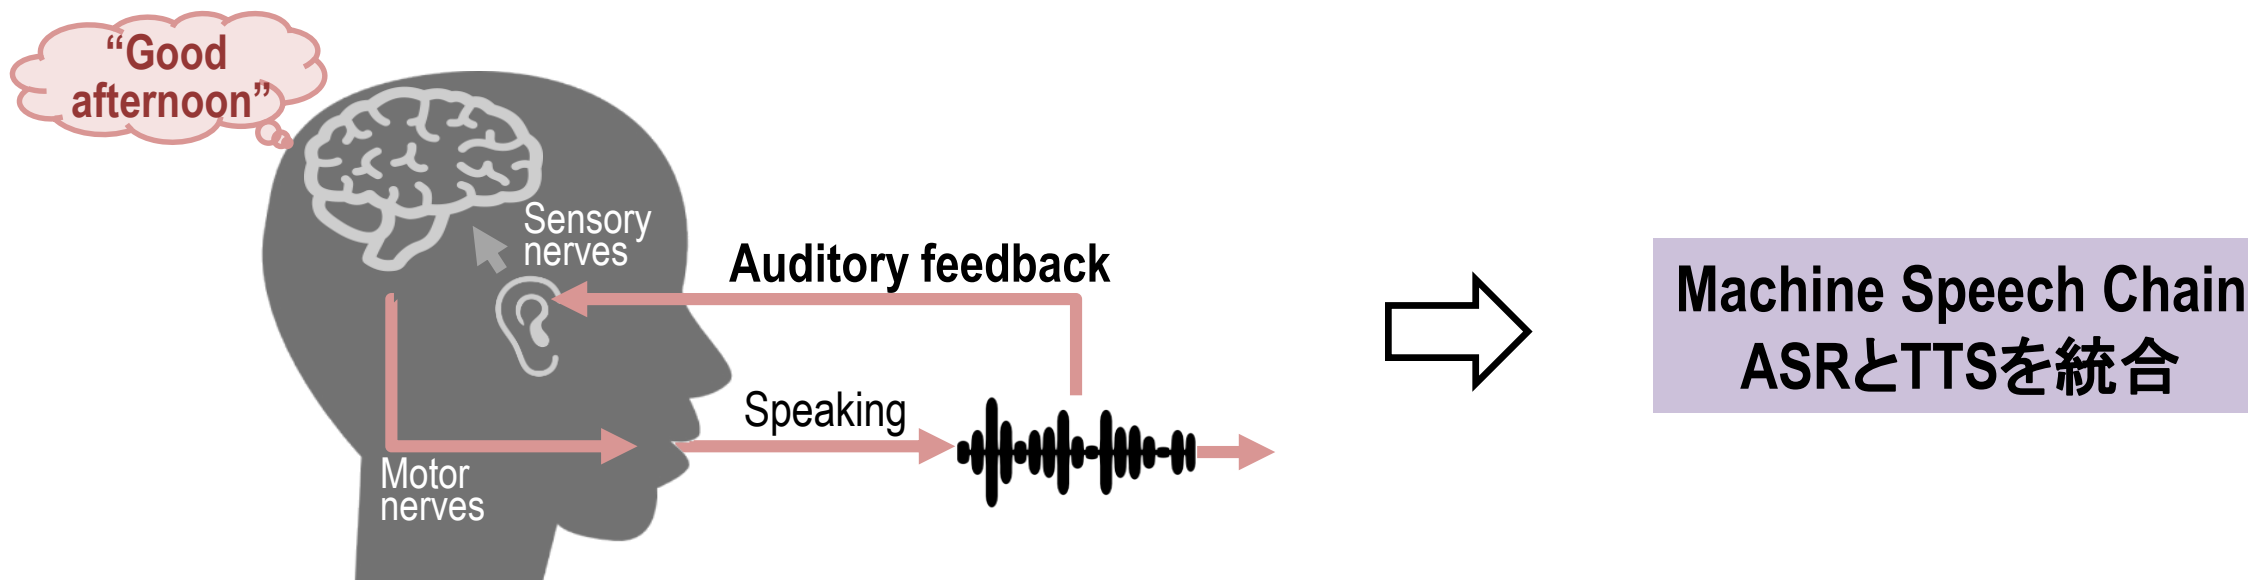 “Good
afternoon”
Sensory
nerves
Auditory feedback
Speaking
Motor
nerves
Machine Speech Chain
ASRとTTSを統合